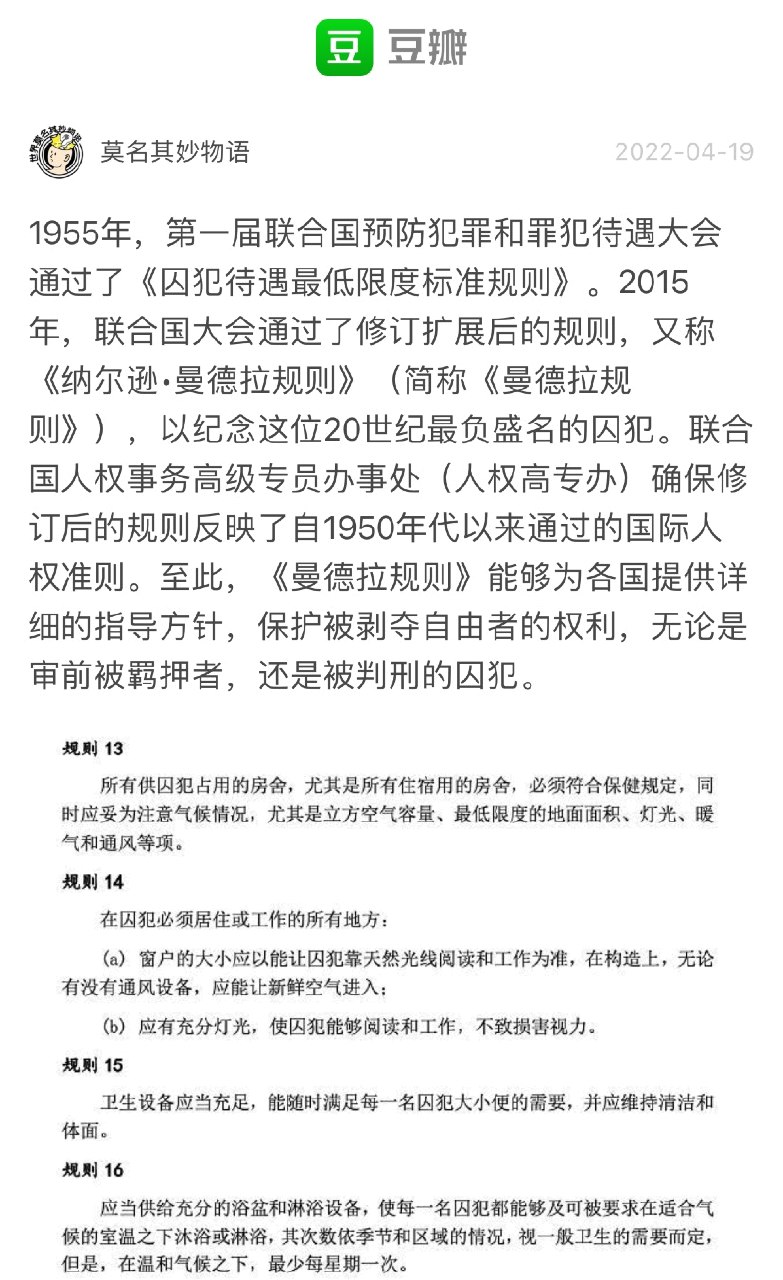 豆 豆瓣
莫名其妙物语
2022-04-19
1955年，第一届联合国预防犯罪和罪犯待遇大会
通过了《囚犯待遇最低限度标准规则》。2015
年，联合国大会通过了修订扩展后的规则，又称
《纳尔逊·曼德拉规则》（简称《曼德拉规
则》），以纪念这位20世纪最负盛名的囚犯。联合
国人权事务高级专员办事处（人权高专办）确保修
订后的规则反映了自1950年代以来通过的国际人
权准则。至此，《曼德拉规则》能够为各国提供详
细的指导方针，保护被剥夺自由者的权利，无论是
审前被羁押者，还是被判刑的囚犯。
规则 13
所有供囚犯占用的房舍，尤其是所有住宿用的房舍，必须符合保健规定，同
时应妥为注意气候情况，尤其是立方空气容量、最低限度的地面面积、灯光、暖
气和通风等项。
规则 14
在囚犯必须居住或工作的所有地方：
(a) 窗户的大小应以能让囚犯靠天然光线阅读和工作为准，在构造上，无论
有没有通风设备，应能让新鲜空气进入；
(b) 应有充分灯光，使囚犯能够阅读和工作，不致损害视力。
规则 15
卫生设备应当充足，能随时满足每一名囚犯大小便的需要，并应维持清洁和
体面。
规则 16
应当供给充分的浴盆和淋浴设备，使每一名囚犯都能够及可被要求在适合气
候的室温之下沐浴或淋浴，其次数依季节和区域的情况，视一般卫生的需要而定，
但是，在温和气候之下，最少每星期一次。